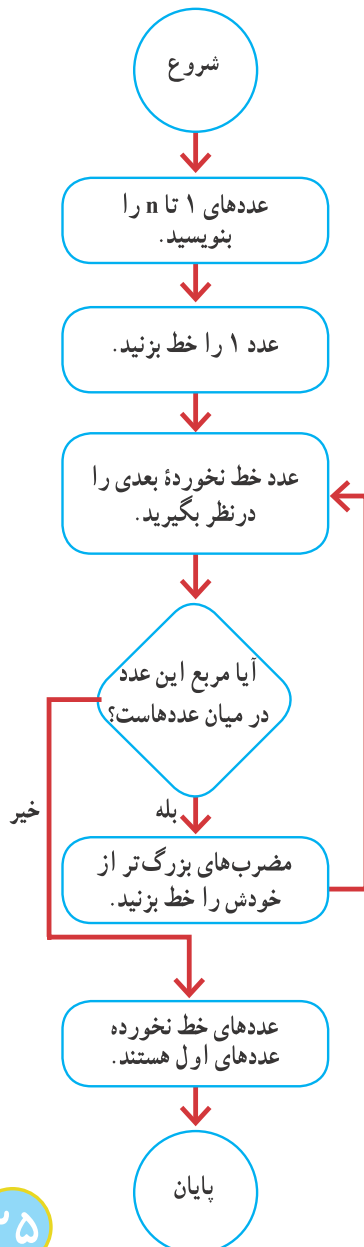 شروع
عددهای ۱ تا n را
بنویسید.
عدد ۱ را خط بزنید.
عدد خط نخوردهٔ بعدی را
درنظر بگیرید.
آیا مربع این عدد
در میان عددهاست؟
خیر
بله
مضرب‌های بزرگ‌تر از
خودش را خط بزنید.
عددهای خط نخورده
عددهای اول هستند.
پایان